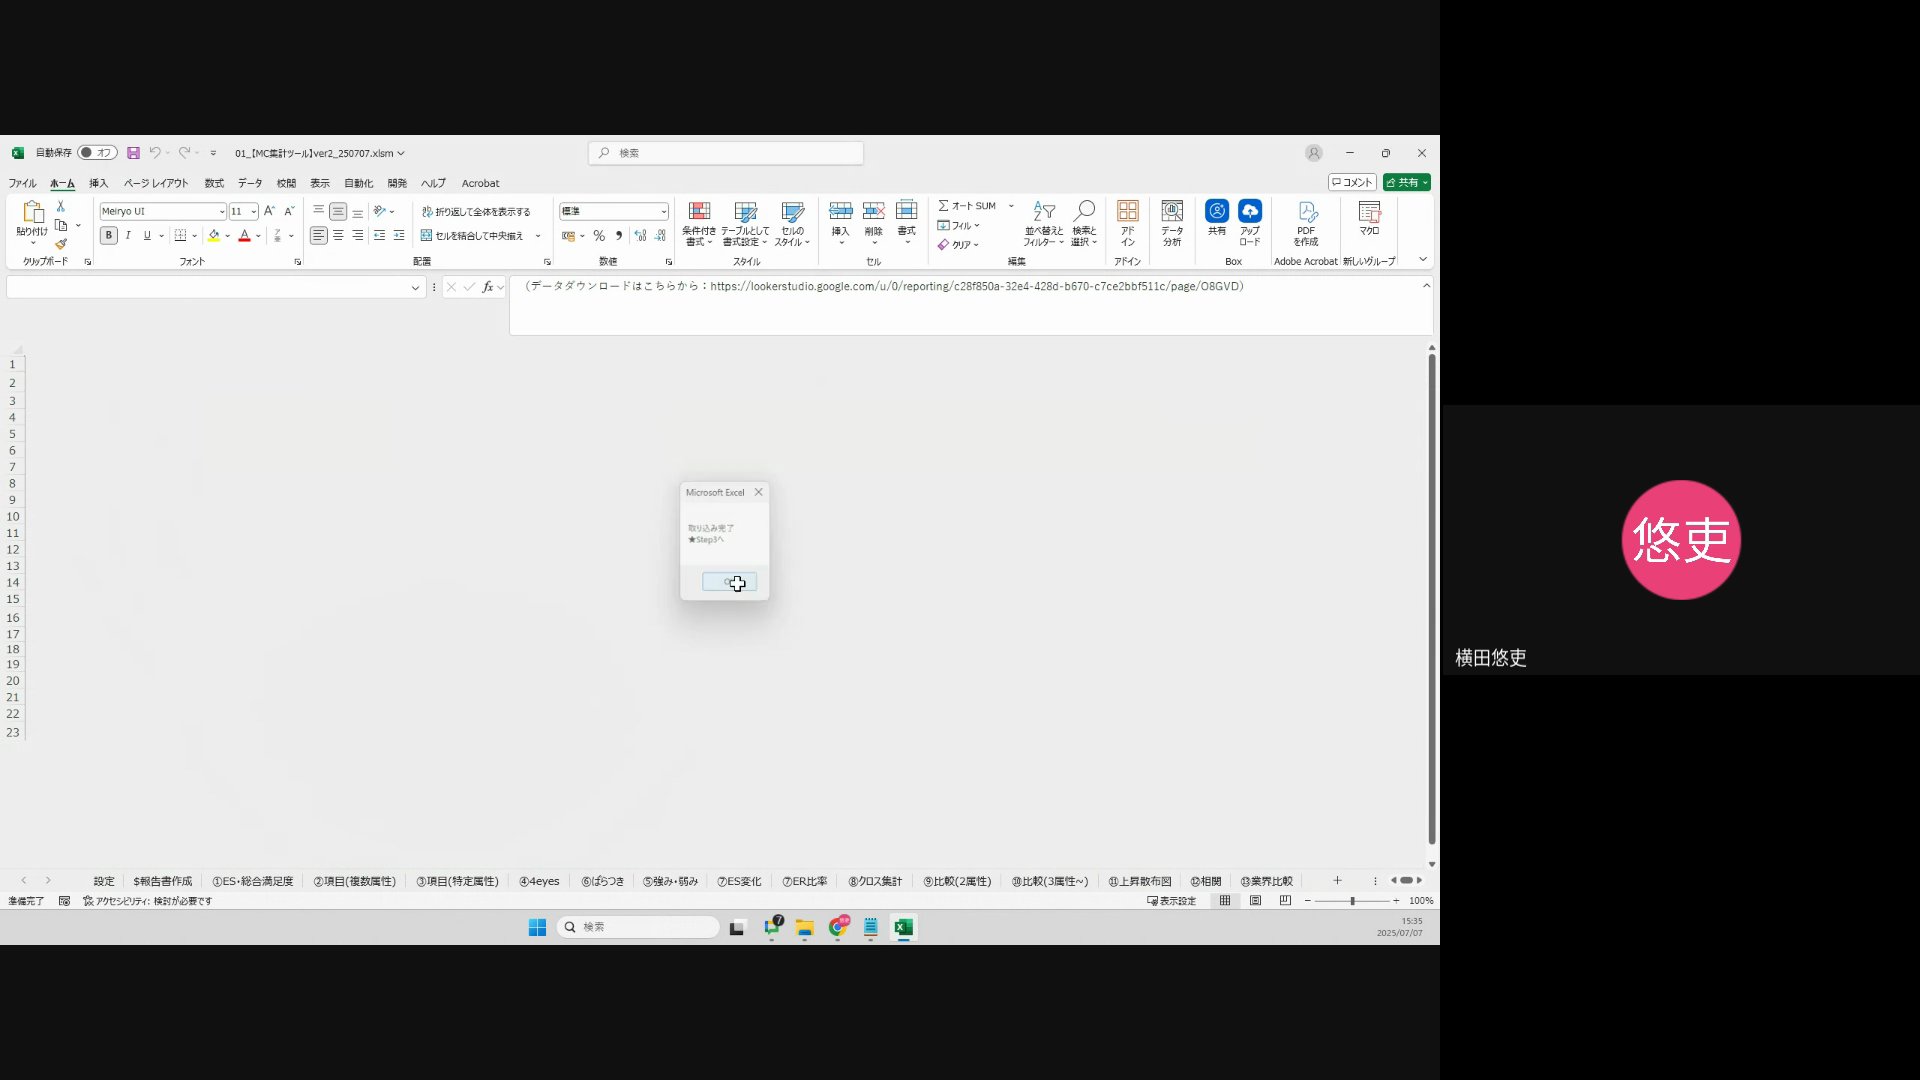 自動保存 オフ 01_【MC集計ツール】ver2_250707.xlsm 検索
ファイル ホーム 挿入 ページ レイアウト 数式 データ 校閲 表示 自動化 開発 ヘルプ Acrobat コメント 共有
貼り付け クリップボード
Meiryo UI 11 B I U フォント
折り返して全体を表示する セルを結合して中央揃え 配置
標準 % 数値
条件付き書式 テーブルとして書式設定 セルのスタイル スタイル
挿入 削除 書式 セル
オート SUM フィル クリア 並べ替えとフィルター 検索と選択 編集
アドイン アドイン
データ分析
共有 アップロード Box
PDFを作成 Adobe Acrobat
マクロ 新しいグループ
fx （データダウンロードはこちらから：https://lookerstudio.google.com/u/0/reporting/c28f850a-32e4-428d-b670-c7ce2bbf511c/page/O8GVD）
1
2
3
4
5
6
7
8
9
10
11
12
13
14
15
16
17
18
19
20
21
22
23
Microsoft Excel
取り込み完了
★Step3へ
設定 $報告書作成 ①ES・総合満足度 ②項目(複数属性) ③項目(特定属性) ④4eyes ⑥ばらつき ⑤強み・弱み ⑦ES変化 ⑦ER比率 ⑧クロス集計 ⑨比較(2属性) ⑩比較(3属性~) ⑪上昇散布図 ⑫相関 ⑬業界比較
準備完了 アクセシビリティ: 検討が必要です 表示設定 100%
検索 7
15:35
2025/07/07
悠吏
横田悠吏